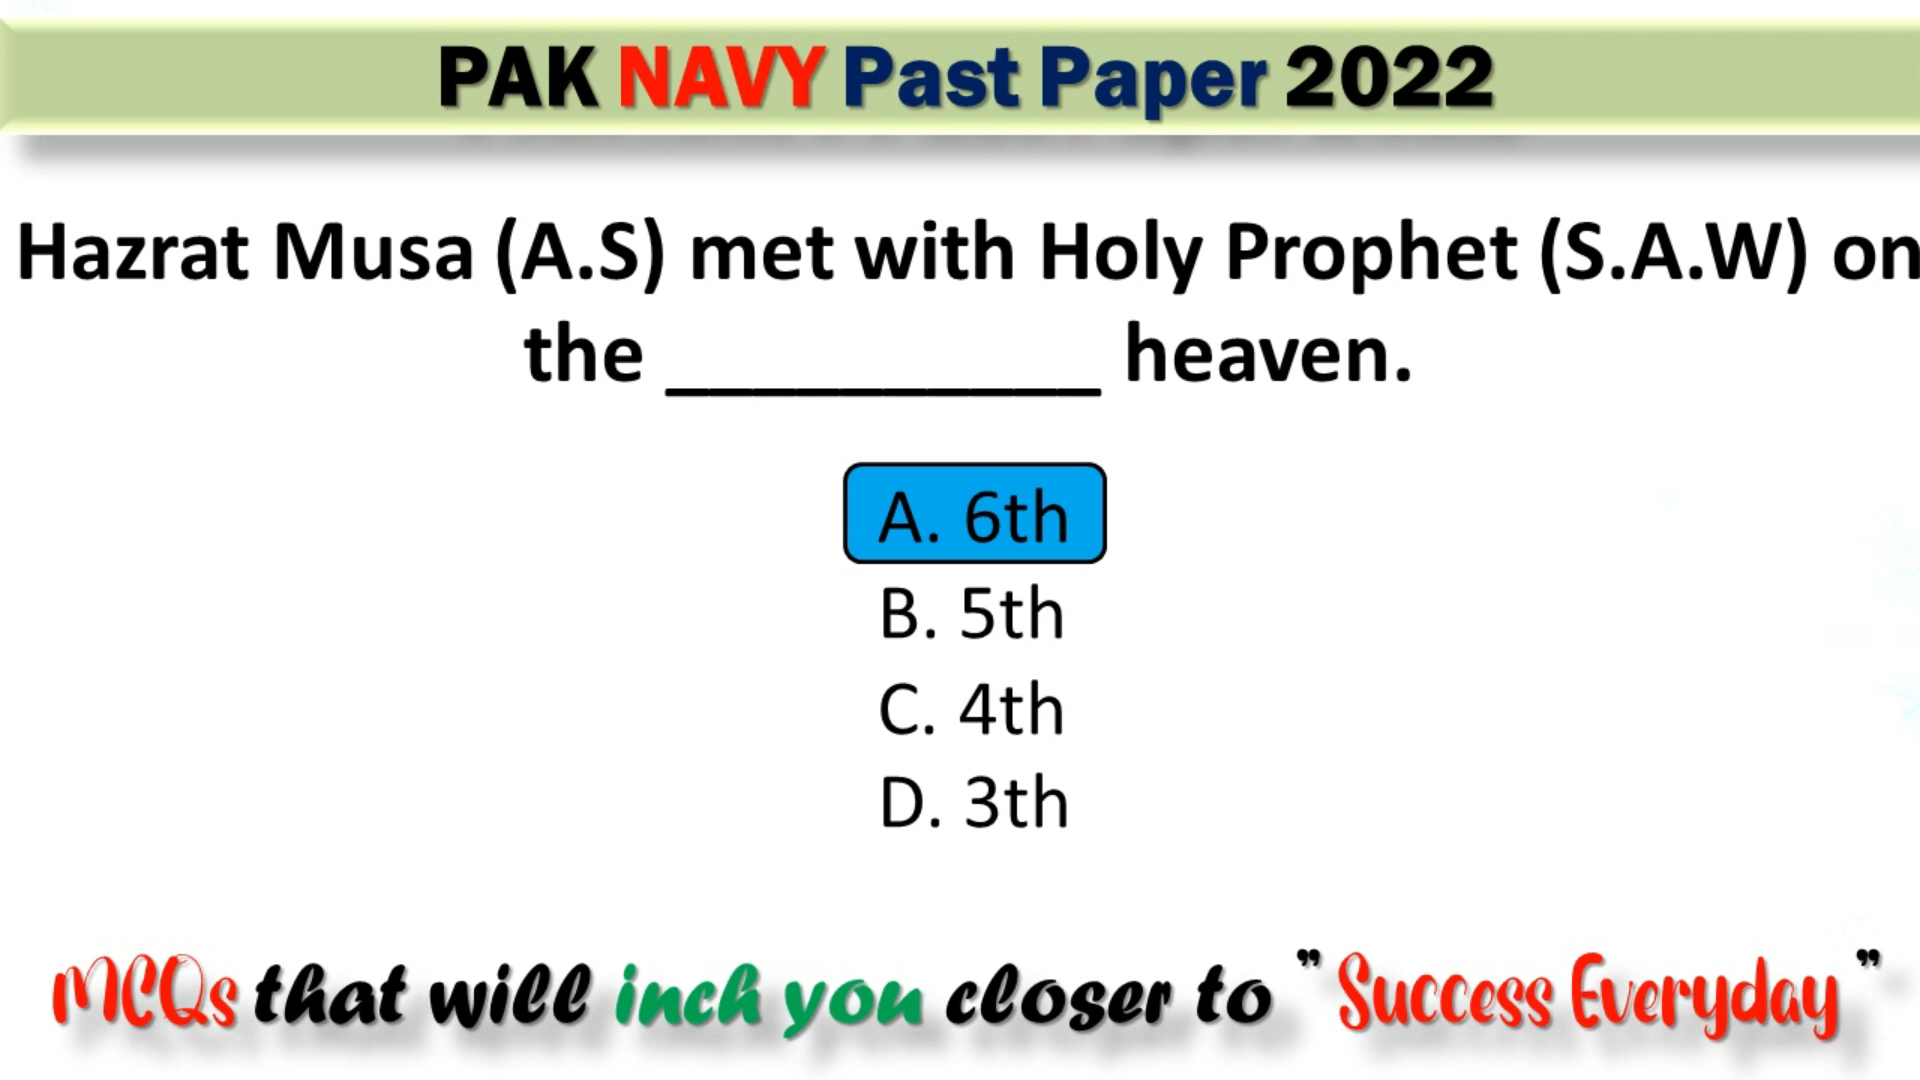 PAK NAVY Past Paper 2022
Hazrat Musa (A.S) met with Holy Prophet (S.A.W) on
the __________ heaven.
A. 6th
B. 5th
C. 4th
D. 3th
MCQs that will inch you closer to ” Success Everyday ”